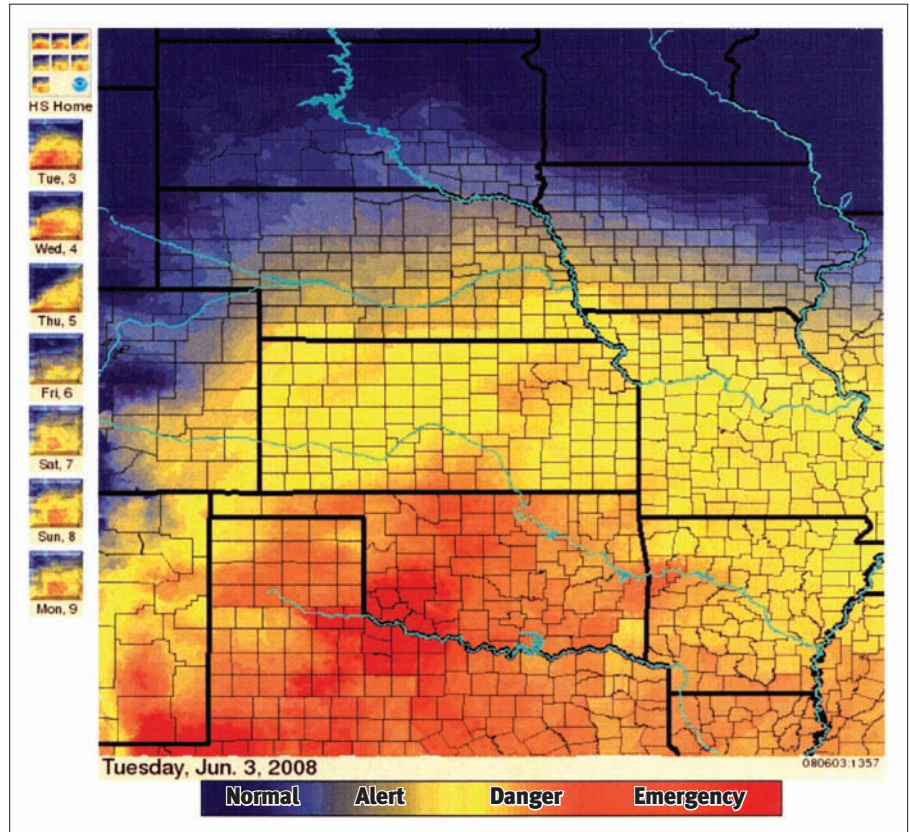 HS Home
Tue, 3
Wed, 4
Thu, 5
Fri, 6
Sat, 7
Sun, 8
Mon, 9
Tuesday, Jun. 3, 2008
080603:1357
Normal Alert Danger Emergency